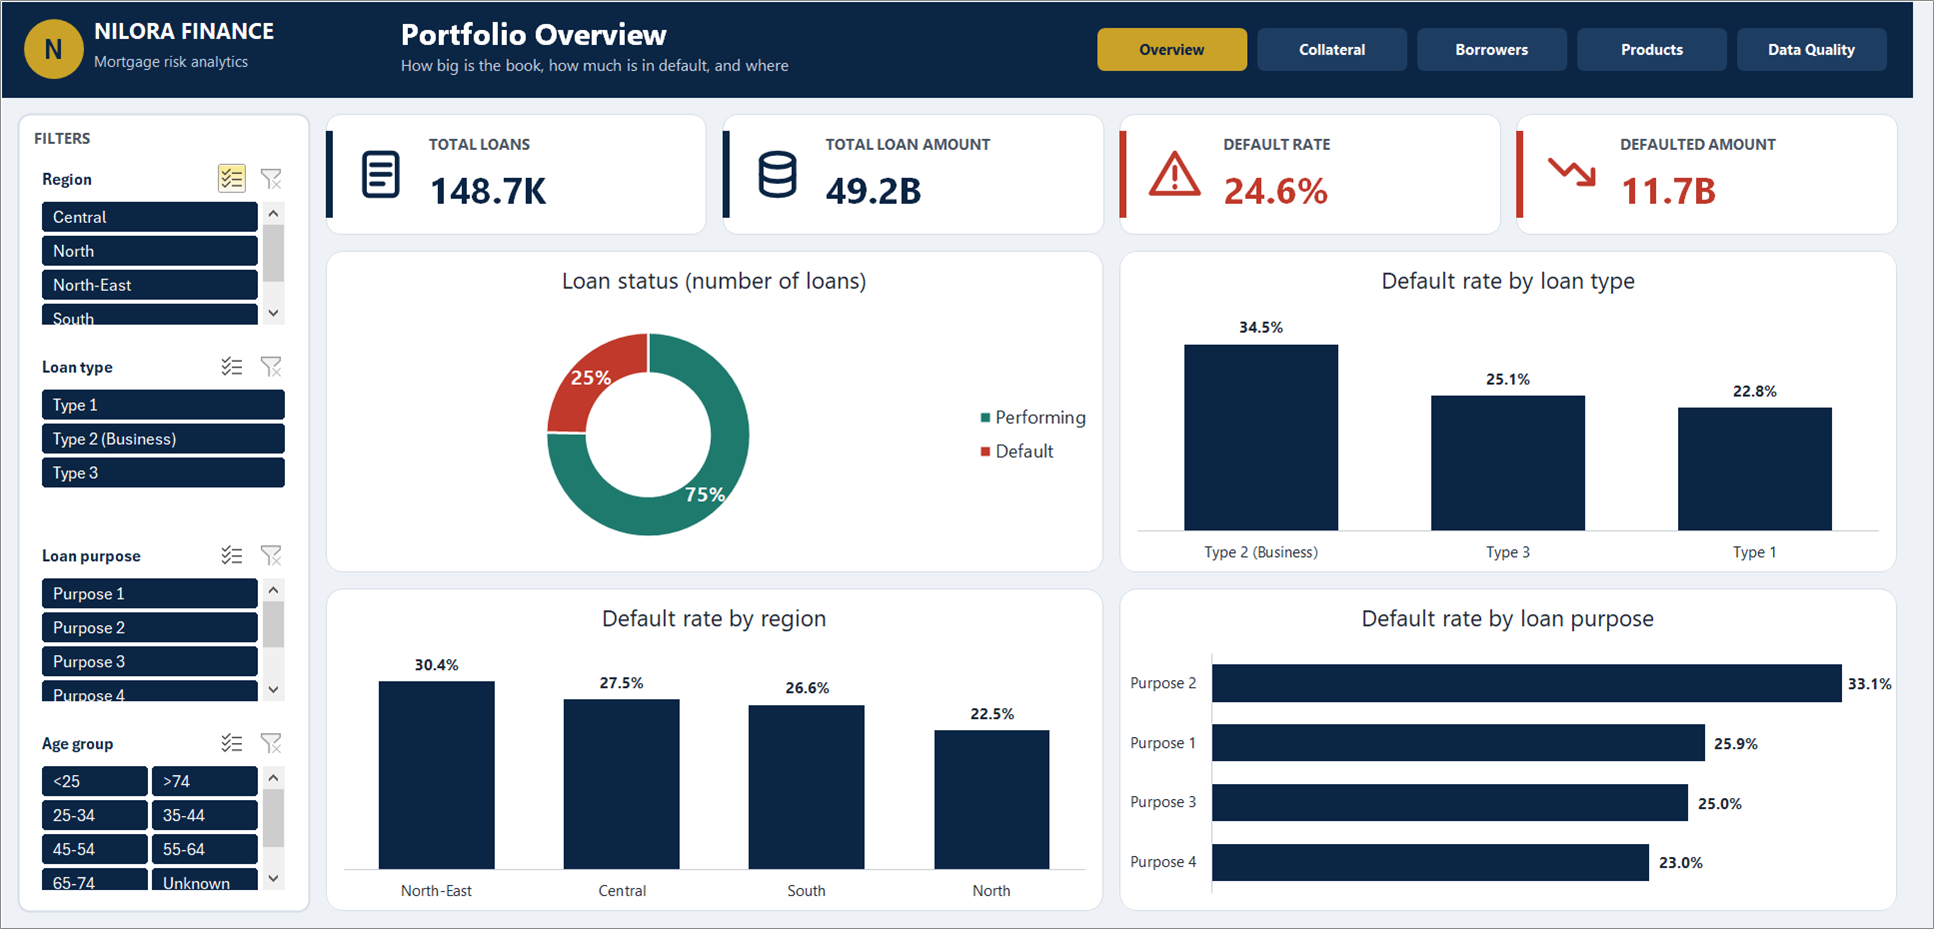 N
NILORA FINANCE
Mortgage risk analytics
Portfolio Overview
How big is the book, how much is in default, and where
Overview
Collateral
Borrowers
Products
Data Quality
FILTERS
Region
Central
North
North-East
South
Loan type
Type 1
Type 2 (Business)
Type 3
Loan purpose
Purpose 1
Purpose 2
Purpose 3
Purpose 4
Age group
<25
>74
25-34
35-44
45-54
55-64
65-74
Unknown
TOTAL LOANS
148.7K
TOTAL LOAN AMOUNT
49.2B
DEFAULT RATE
24.6%
DEFAULTED AMOUNT
11.7B
Loan status (number of loans)
25%
75%
Performing
Default
Default rate by loan type
34.5%
25.1%
22.8%
Type 2 (Business)
Type 3
Type 1
Default rate by region
30.4%
27.5%
26.6%
22.5%
North-East
Central
South
North
Default rate by loan purpose
Purpose 2
33.1%
Purpose 1
25.9%
Purpose 3
25.0%
Purpose 4
23.0%